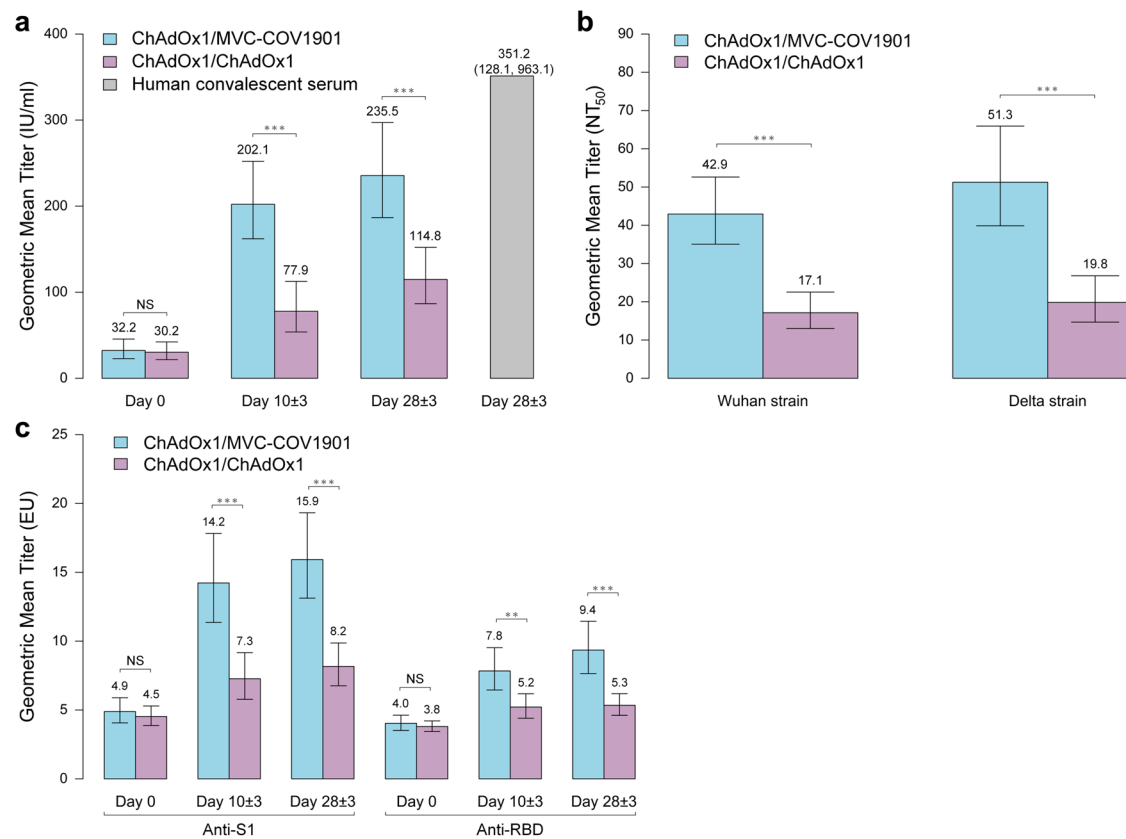 a
ChAdOx1/MVC-COV1901
ChAdOx1/ChAdOx1
Human convalescent serum
Geometric Mean Titer (IU/ml)
400
300
200
100
0
351.2
(128.1, 963.1)
***
235.5
***
202.1
114.8
77.9
NS
32.2 30.2
Day 0 Day 10±3 Day 28±3 Day 28±3
b
ChAdOx1/MVC-COV1901
ChAdOx1/ChAdOx1
Geometric Mean Titer (NT50)
90
80
70
60
50
40
30
20
10
0
***
51.3
***
42.9
19.8
17.1
Wuhan strain Delta strain
c
ChAdOx1/MVC-COV1901
ChAdOx1/ChAdOx1
Geometric Mean Titer (EU)
25
20
15
10
5
0
***
15.9
***
14.2
***
9.4
8.2
**
7.8
7.3
NS
4.9 4.5
NS
4.0 3.8
5.2
5.3
Day 0 Day 10±3 Day 28±3 Day 0 Day 10±3 Day 28±3
Anti-S1 Anti-RBD